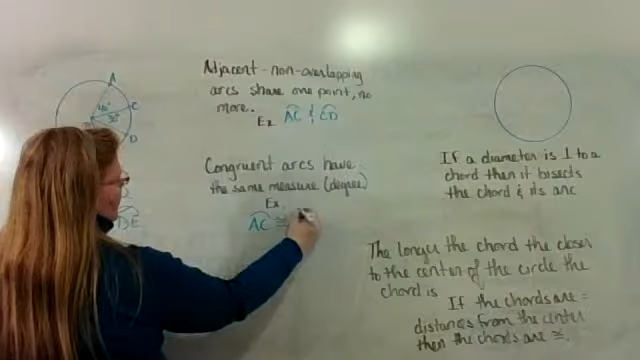 A
C
D
Adjacent - non-overlapping
arcs share one point, no
more.
Ex AC & CD
Congruent arcs have
the same measure (degree)
Ex.
AC ≅
If a diameter is ⊥ to a
chord then it bisects
the chord & its arc
The longer the chord the closer
to the center of the circle the
chord is
If the chords are =
distances from the center
then the chords are ≅.